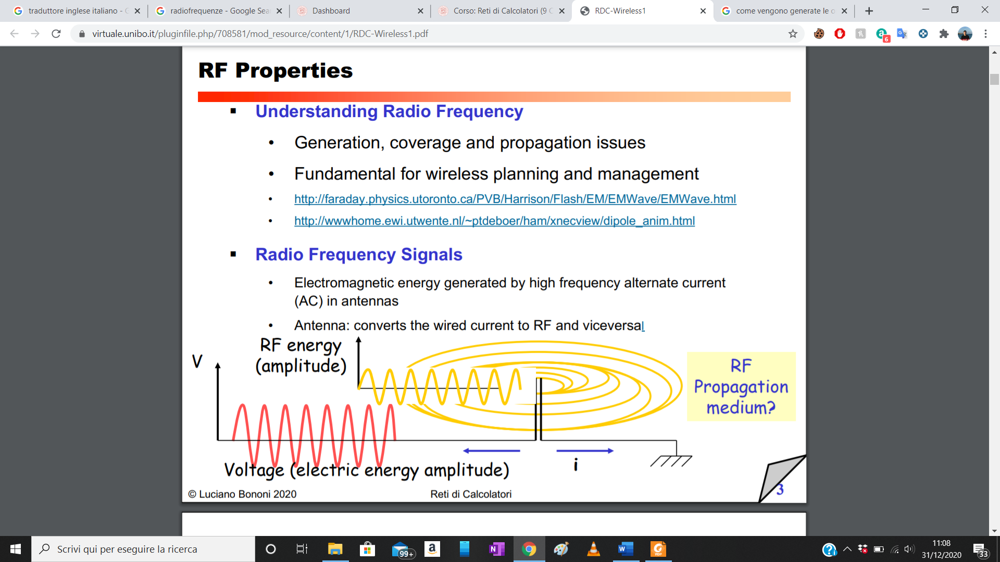 traduttore inglese italiano - 
radiofrequenze - Google Sea
Dashboard
Corso: Reti di Calcolatori (9 C
RDC-Wireless1
come vengono generate le o
virtuale.unibo.it/pluginfile.php/708581/mod_resource/content/1/RDC-Wireless1.pdf
6
RF Properties
▪ Understanding Radio Frequency
• Generation, coverage and propagation issues
• Fundamental for wireless planning and management
• http://faraday.physics.utoronto.ca/PVB/Harrison/Flash/EM/EMWave/EMWave.html
• http://wwwhome.ewi.utwente.nl/~ptdeboer/ham/xnecview/dipole_anim.html
▪ Radio Frequency Signals
• Electromagnetic energy generated by high frequency alternate current
(AC) in antennas
• Antenna: converts the wired current to RF and viceversal
RF energy
(amplitude)
V
RF
Propagation
medium?
i
Voltage (electric energy amplitude)
© Luciano Bononi 2020
Reti di Calcolatori
3
Scrivi qui per eseguire la ricerca
99+
11:08
31/12/2020
33